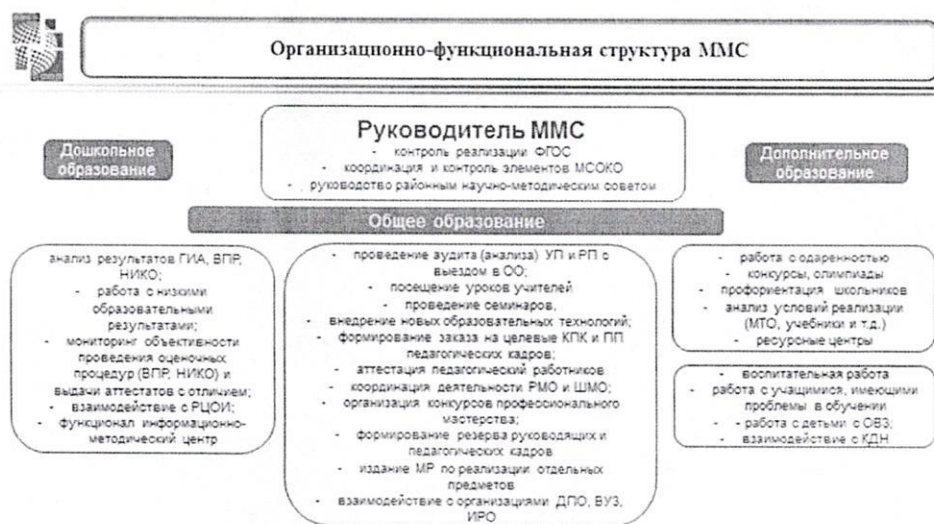 Организационно-функциональная структура ММС
Дошкольное
образование
Руководитель ММС
- контроль реализации ФГОС
- координация и контроль элементов МСОКО
- руководство районным научно-методическим советом
Дополнительное
образование
Общее образование
анализ результатов ГИА, ВПР,
НИКО;
- работа с низкими
образовательными
результатами;
- мониторинг объективности
проведения оценочных
процедур (ВПР, НИКО) и
выдачи аттестатов с отличием;
- взаимодействие с РЦОИ;
- функционал информационно-
методический центр
- проведение аудита (анализа) УП и РП с
выездом в ОО;
- посещение уроков учителей
- проведение семинаров,
- внедрение новых образовательных технологий;
- формирование заказа на целевые КПК и ПП
педагогических кадров;
- аттестация педагогический работников
- координация деятельности РМО и ШМО;
- организация конкурсов профессионального
мастерства;
- формирование резерва руководящих и
педагогических кадров
- издание МР по реализации отдельных
предметов
- взаимодействие с организациями ДПО, ВУЗ,
ИРО
- работа с одаренностью
- конкурсы, олимпиады
- профориентация школьников
- анализ условий реализации
(МТО, учебники и т.д.)
- ресурсные центры
- воспитательная работа
- работа с учащимися, имеющими
проблемы в обучении
- - работа с детьми с ОВЗ;
- взаимодействие с КДН